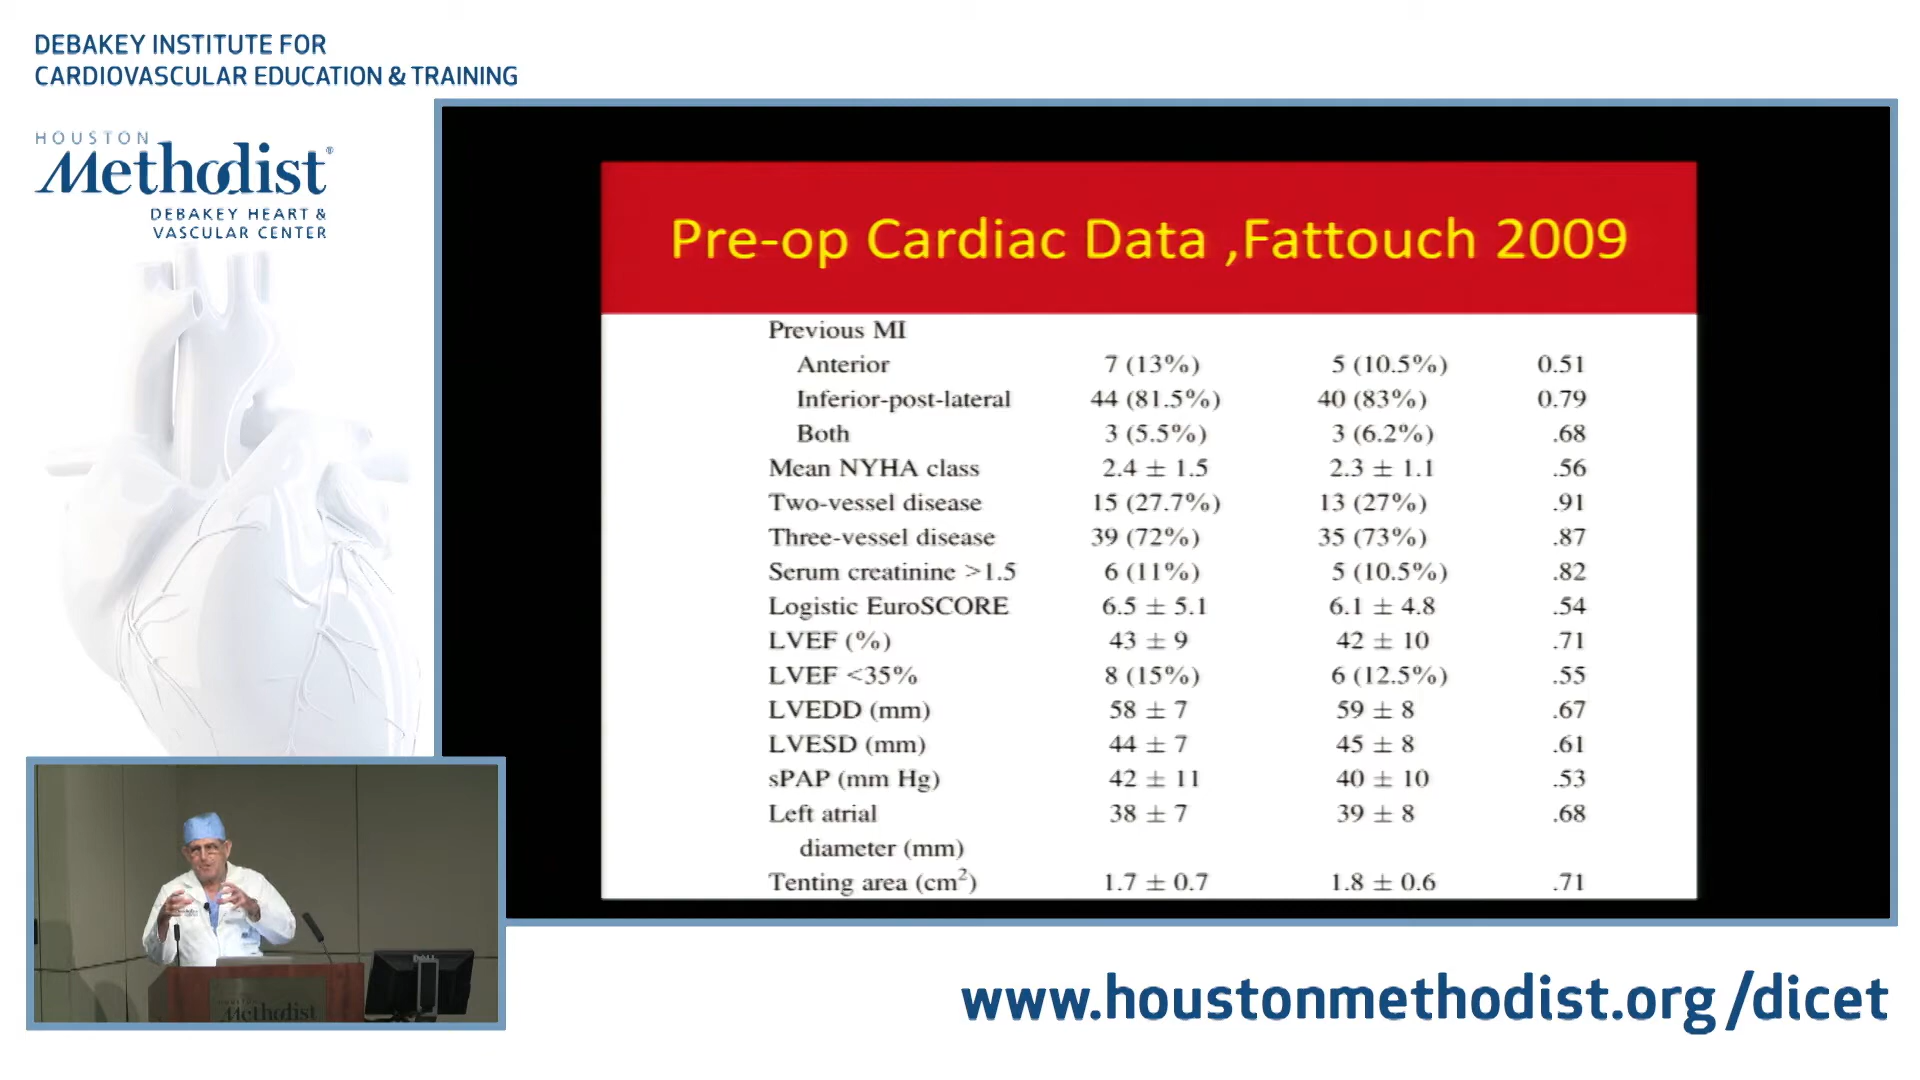 DEBAKEY INSTITUTE FOR
CARDIOVASCULAR EDUCATION & TRAINING
HOUSTON
Methodist®
DEBAKEY HEART &
VASCULAR CENTER
Pre-op Cardiac Data ,Fattouch 2009
Previous MI
Anterior 7 (13%) 5 (10.5%) 0.51
Inferior-post-lateral 44 (81.5%) 40 (83%) 0.79
Both 3 (5.5%) 3 (6.2%) .68
Mean NYHA class 2.4 ± 1.5 2.3 ± 1.1 .56
Two-vessel disease 15 (27.7%) 13 (27%) .91
Three-vessel disease 39 (72%) 35 (73%) .87
Serum creatinine >1.5 6 (11%) 5 (10.5%) .82
Logistic EuroSCORE 6.5 ± 5.1 6.1 ± 4.8 .54
LVEF (%) 43 ± 9 42 ± 10 .71
LVEF <35% 8 (15%) 6 (12.5%) .55
LVEDD (mm) 58 ± 7 59 ± 8 .67
LVESD (mm) 44 ± 7 45 ± 8 .61
sPAP (mm Hg) 42 ± 11 40 ± 10 .53
Left atrial 38 ± 7 39 ± 8 .68
diameter (mm)
Tenting area (cm²) 1.7 ± 0.7 1.8 ± 0.6 .71
DELL
Methodist
www.houstonmethodist.org/dicet